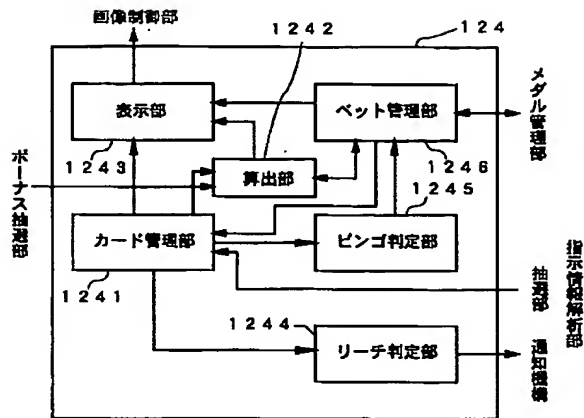 画像制御部
1242
124
表示部
ベット管理部
メダル管理部
1243
算出部
1246
1245
ボーナス抽選部
カード管理部
ビンゴ判定部
1241
抽選部
指示情報解析部
1244
リーチ判定部
通知機構